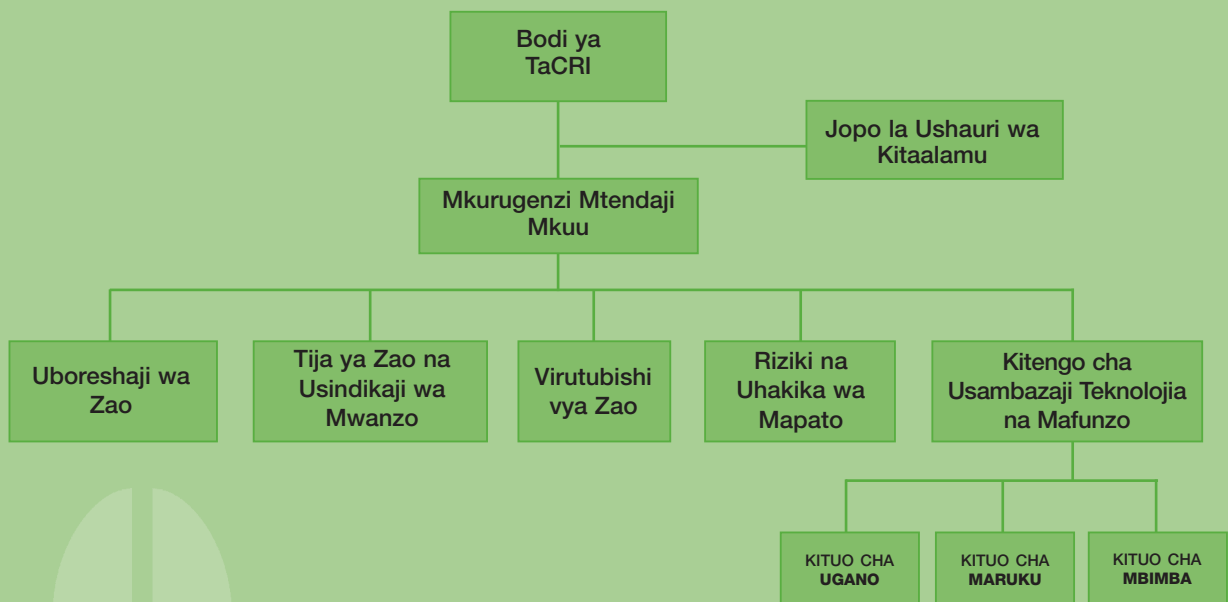 Bodi ya
TaCRI
Jopo la Ushauri wa
Kitaalamu
Mkurugenzi Mtendaji
Mkuu
Uboreshaji wa
Zao
Tija ya Zao na
Usindikaji wa
Mwanzo
Virutubishi
vya Zao
Riziki na
Uhakika wa
Mapato
Kitengo cha
Usambazaji Teknolojia
na Mafunzo
KITUO CHA
UGANO
KITUO CHA
MARUKU
KITUO CHA
MBIMBA